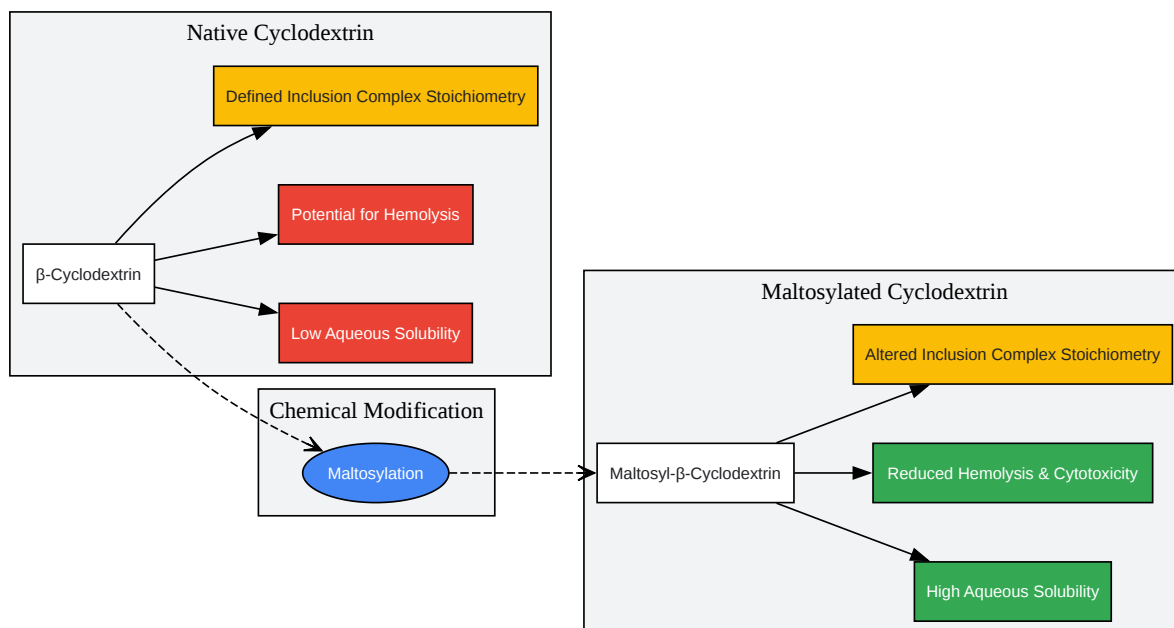 Native Cyclodextrin
Defined Inclusion Complex Stoichiometry
Potential for Hemolysis
β-Cyclodextrin
Low Aqueous Solubility
Chemical Modification
Maltosylation
Maltosylated Cyclodextrin
Altered Inclusion Complex Stoichiometry
Maltosyl-β-Cyclodextrin
Reduced Hemolysis & Cytotoxicity
High Aqueous Solubility